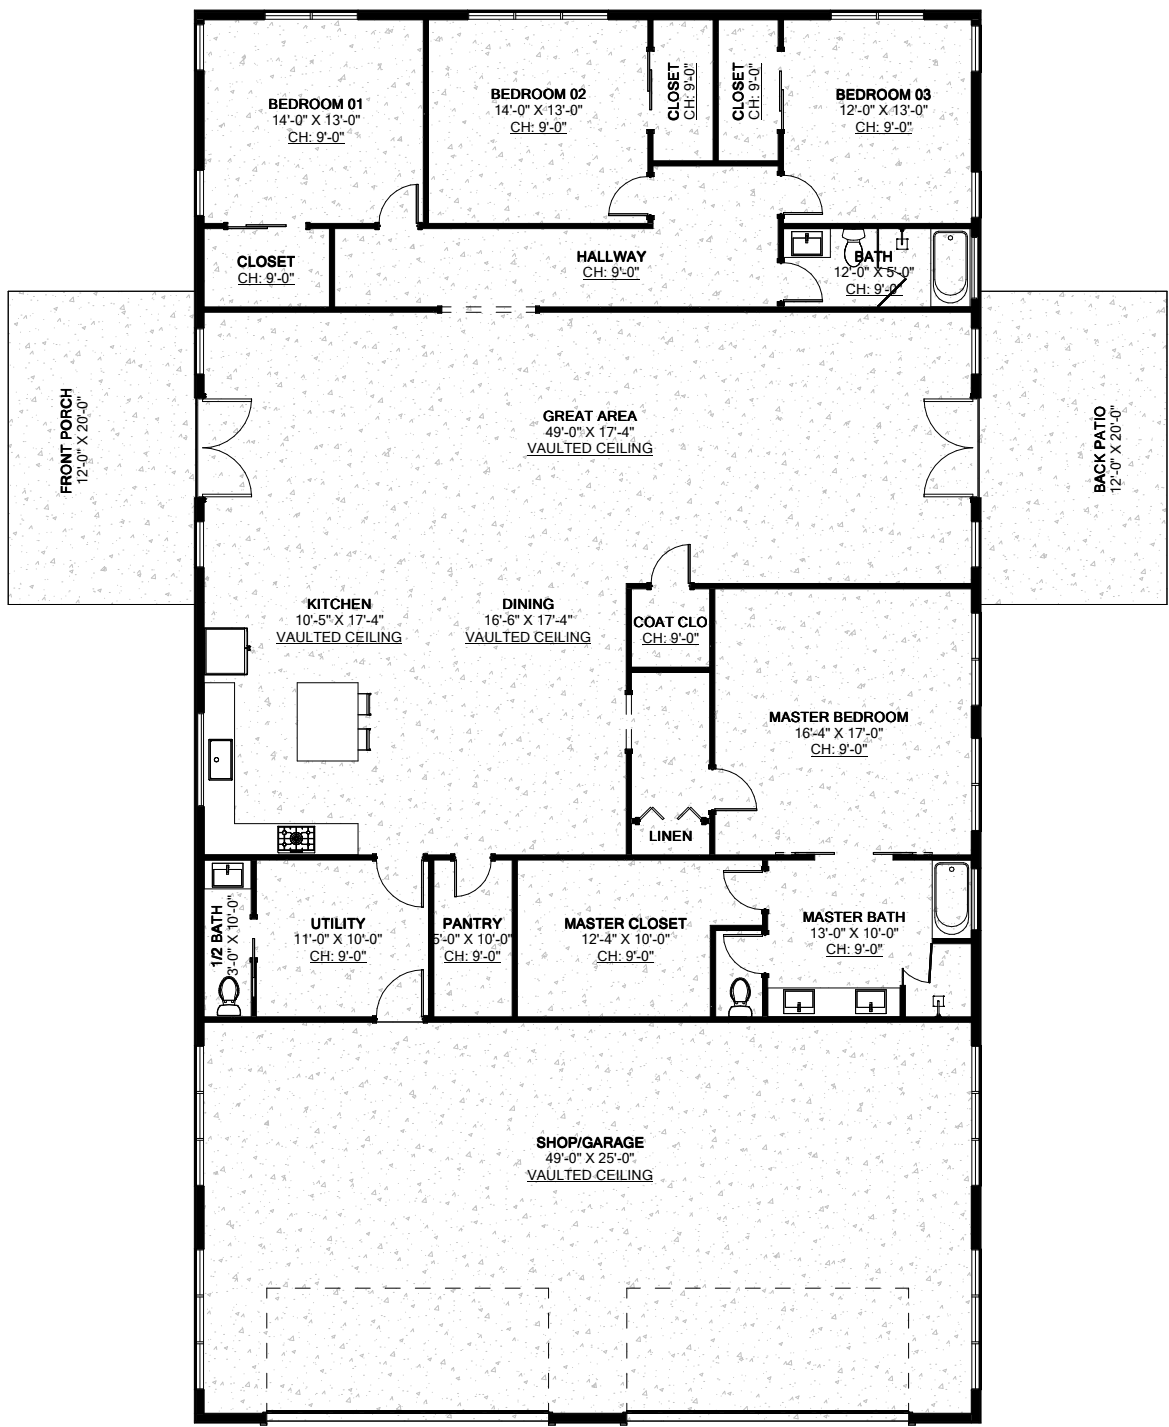 BEDROOM 01
14'-0" X 13'-0"
CH: 9'-0"
BEDROOM 02
14'-0" X 13'-0"
CH: 9'-0"
CLOSET
CH: 9'-0"
CLOSET
CH: 9'-0"
BEDROOM 03
12'-0" X 13'-0"
CH: 9'-0"
CLOSET
CH: 9'-0"
HALLWAY
CH: 9'-0"
BATH
12'-0" X 5'-0"
CH: 9'-0"
FRONT PORCH
12'-0" X 20'-0"
GREAT AREA
49'-0" X 17'-4"
VAULTED CEILING
BACK PATIO
12'-0" X 20'-0"
KITCHEN
10'-5" X 17'-4"
VAULTED CEILING
DINING
16'-6" X 17'-4"
VAULTED CEILING
COAT CLO
CH: 9'-0"
MASTER BEDROOM
16'-4" X 17'-0"
CH: 9'-0"
LINEN
1/2 BATH
3'-0" X 10'-0"
UTILITY
11'-0" X 10'-0"
CH: 9'-0"
PANTRY
5'-0" X 10'-0"
CH: 9'-0"
MASTER CLOSET
12'-4" X 10'-0"
CH: 9'-0"
MASTER BATH
13'-0" X 10'-0"
CH: 9'-0"
SHOP/GARAGE
49'-0" X 25'-0"
VAULTED CEILING